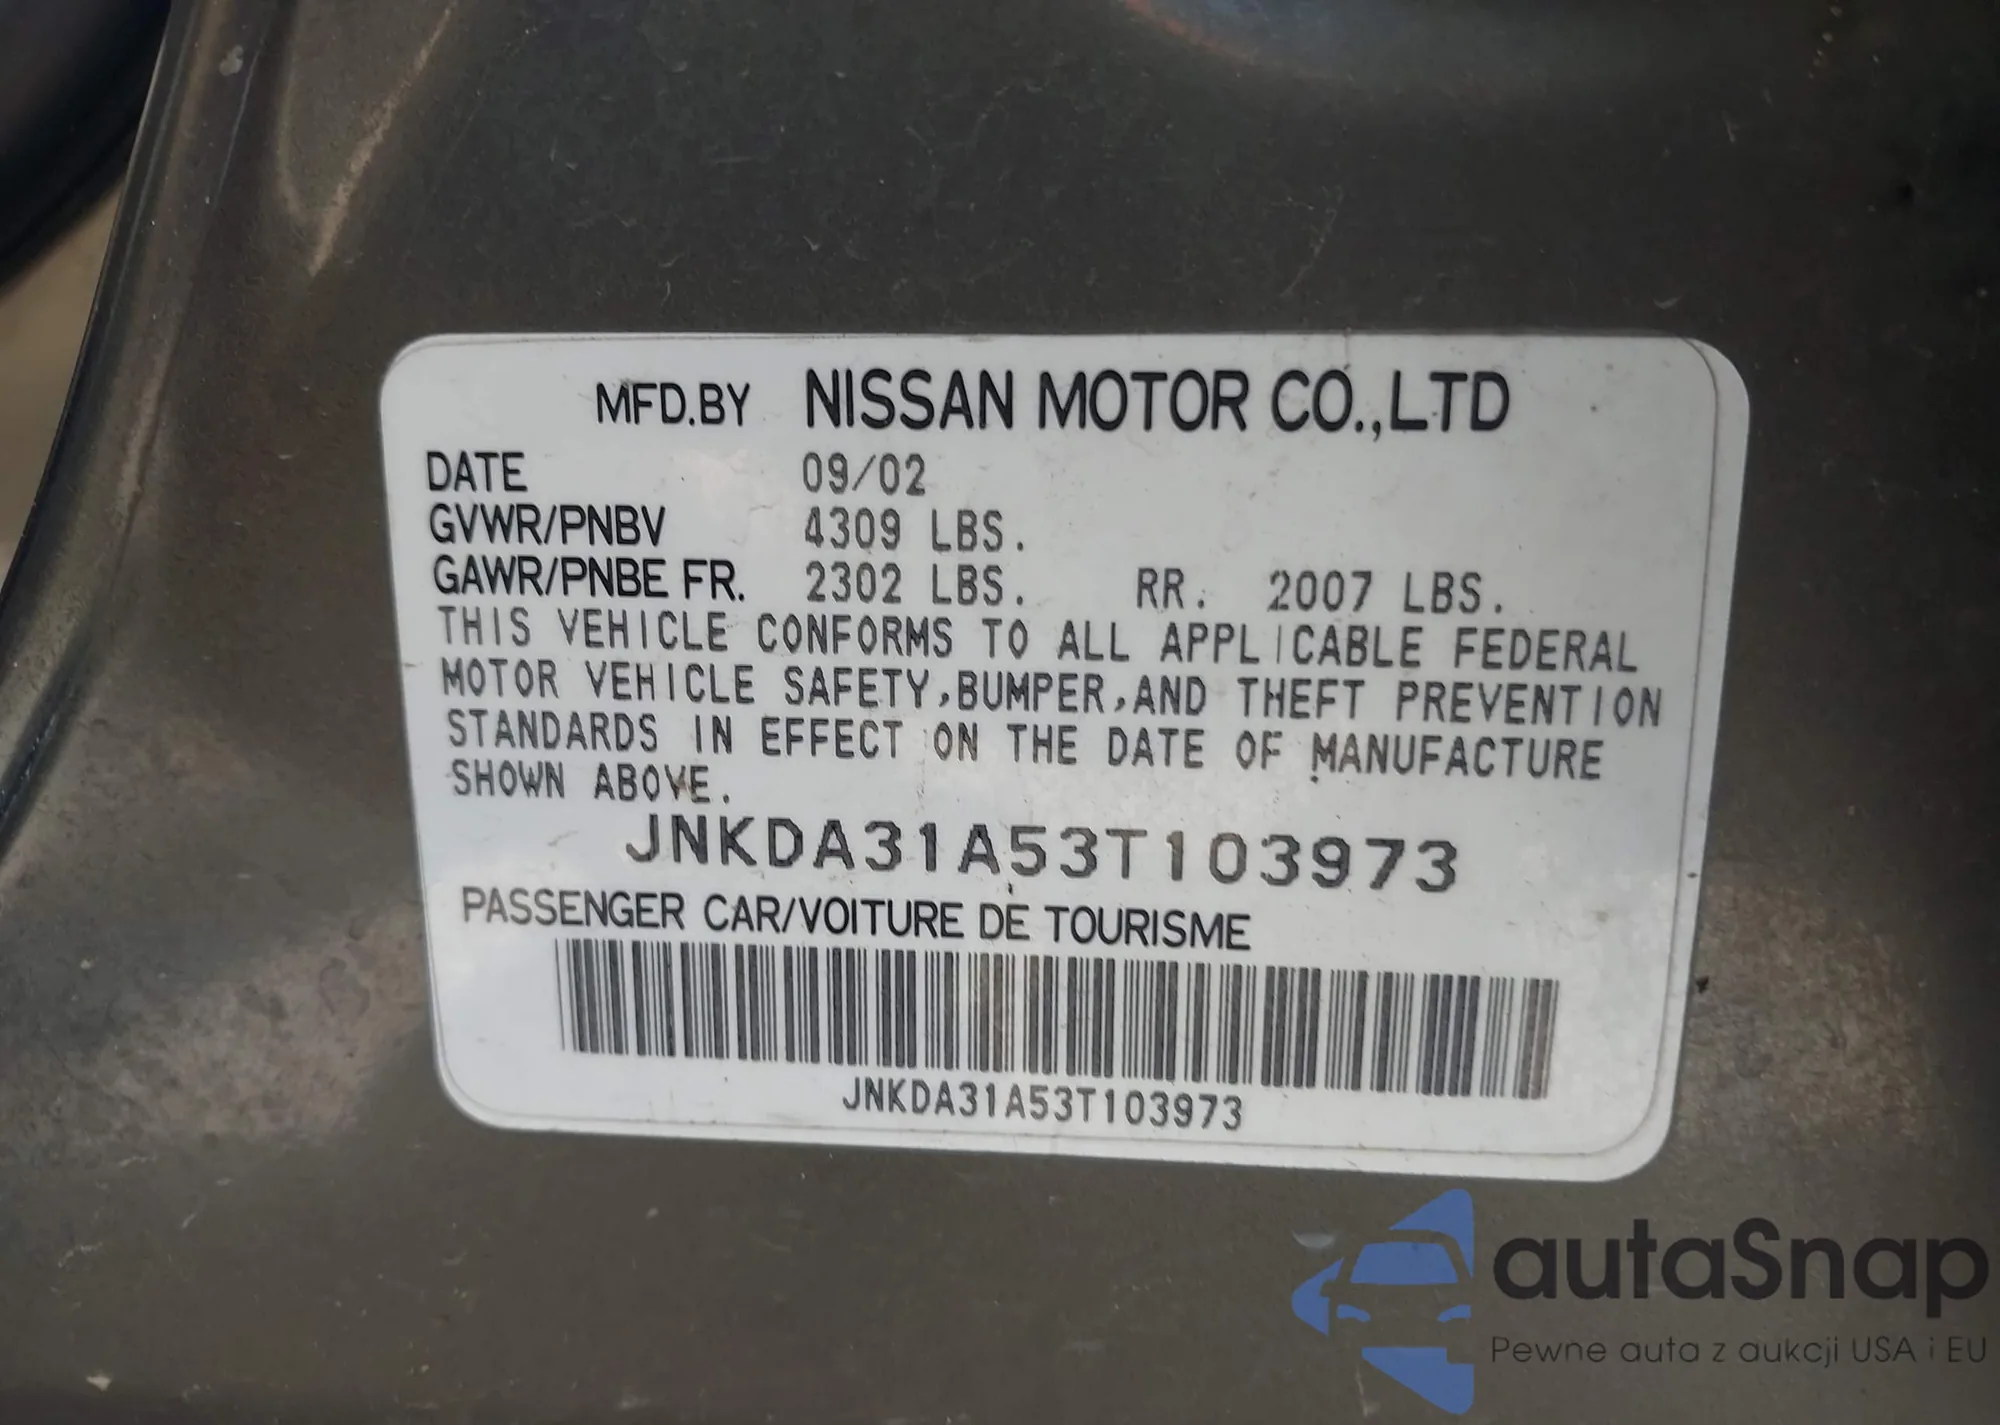 MFD.BY NISSAN MOTOR CO.,LTD
DATE 09/02
GVWR/PNBV 4309 LBS.
GAWR/PNBE FR. 2302 LBS. RR. 2007 LBS.
THIS VEHICLE CONFORMS TO ALL APPLICABLE FEDERAL
MOTOR VEHICLE SAFETY,BUMPER,AND THEFT PREVENTION
STANDARDS IN EFFECT ON THE DATE OF MANUFACTURE
SHOWN ABOVE.
JNKDA31A53T103973
PASSENGER CAR/VOITURE DE TOURISME
JNKDA31A53T103973
autaSnap
Pewne auta z aukcji USA i EU